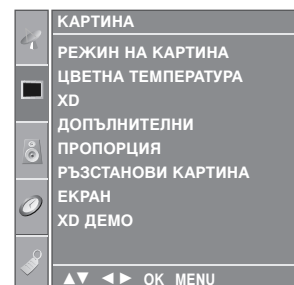 КАРТИНА
РЕЖИН НА КАРТИНА
ЦВЕТНА ТЕМПЕРАТУРА
XD
ДОПЪЛНИТЕЛНИ
ПРОПОРЦИЯ
РЪЗСТАНОВИ КАРТИНА
ЕКРАН
XD ДЕМО
▲▼ ◄► OK MENU